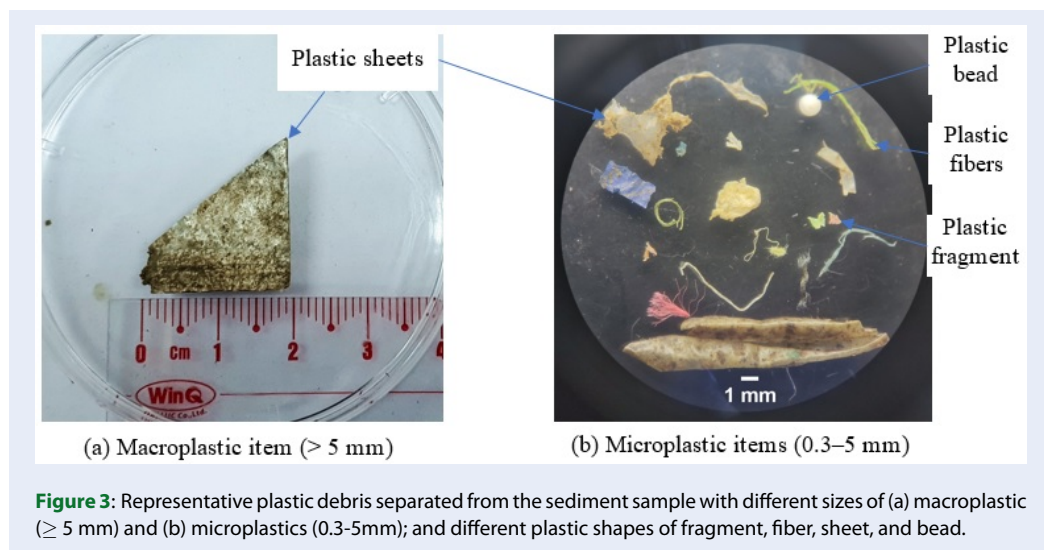 Plastic sheets
Plastic
bead
Plastic
fibers
Plastic
fragment
0 Cm 1 2 3 4
WinQ
1 mm
(a) Macroplastic item (> 5 mm)
(b) Microplastic items (0.3–5 mm)
Figure 3: Representative plastic debris separated from the sediment sample with different sizes of (a) macroplastic
(≥ 5 mm) and (b) microplastics (0.3-5mm); and different plastic shapes of fragment, fiber, sheet, and bead.